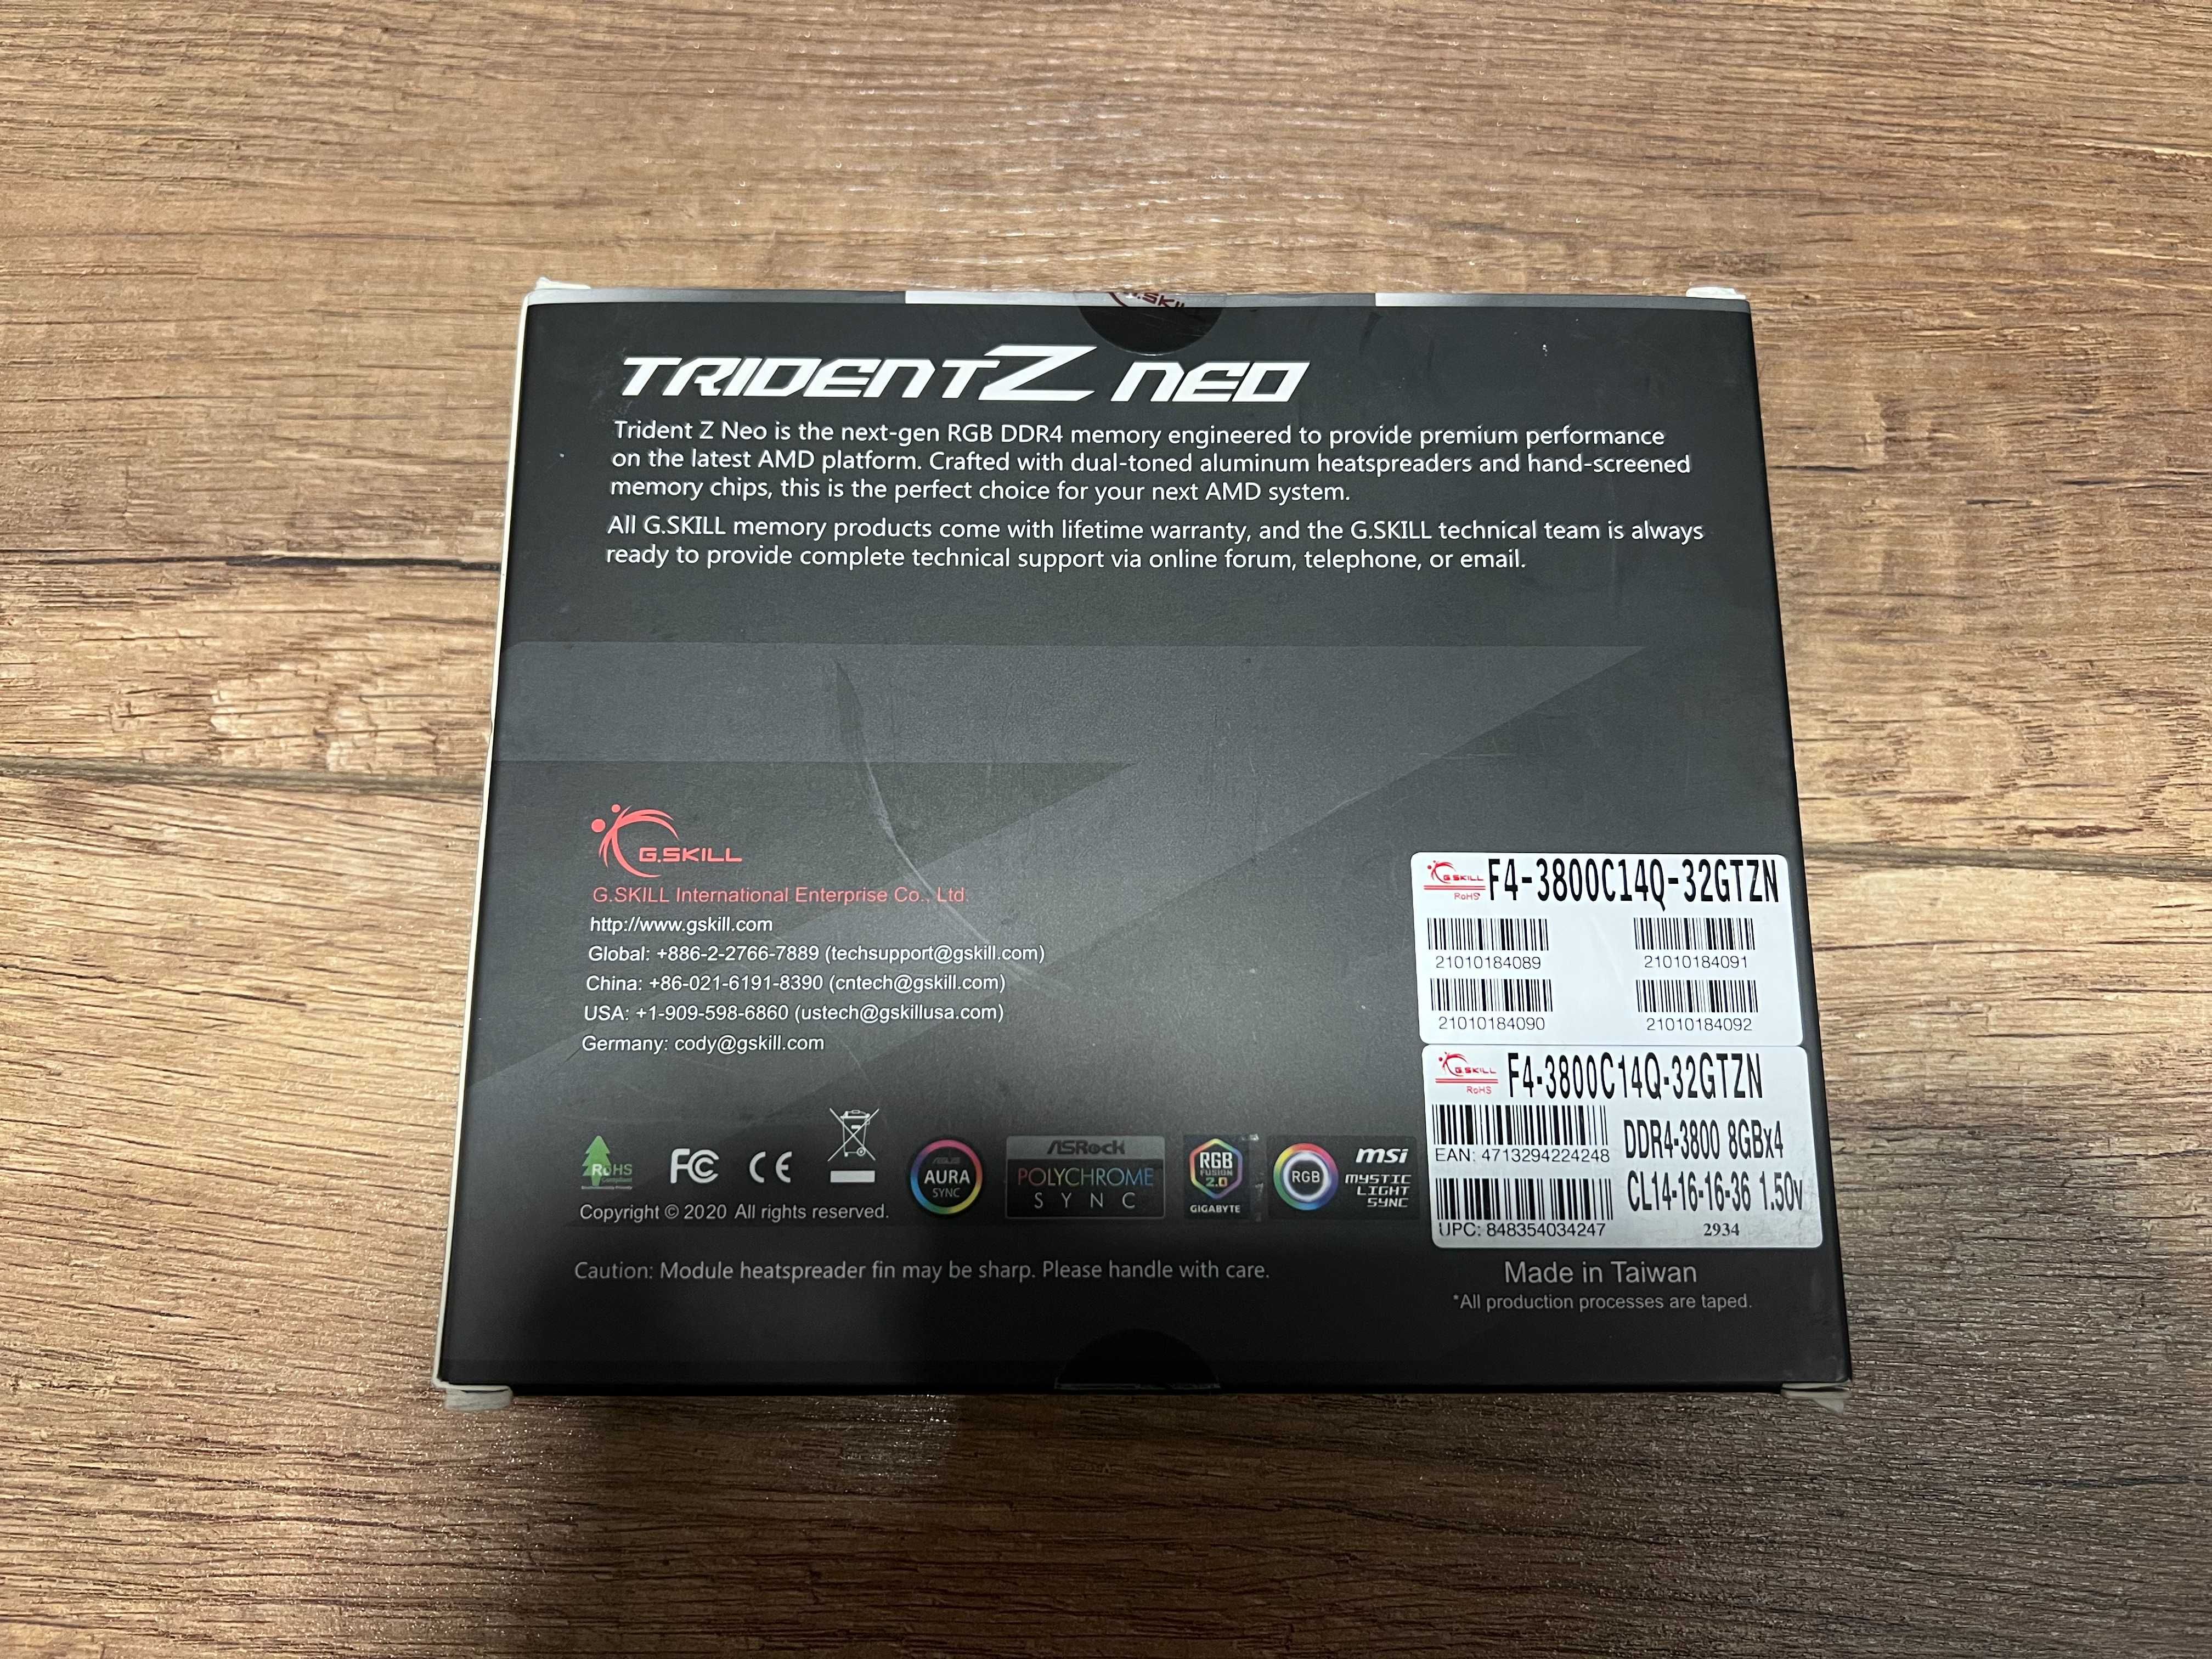 G.SKILL
TRIDENTZ NEO
Trident Z Neo is the next-gen RGB DDR4 memory engineered to provide premium performance
on the latest AMD platform. Crafted with dual-toned aluminum heatspreaders and hand-screened
memory chips, this is the perfect choice for your next AMD system.
All G.SKILL memory products come with lifetime warranty, and the G.SKILL technical team is always
ready to provide complete technical support via online forum, telephone, or email.
G.SKILL
G.SKILL International Enterprise Co., Ltd.
http://www.gskill.com
Global: +886-2-2766-7889 (techsupport@gskill.com)
China: +86-021-6191-8390 (cntech@gskill.com)
USA: +1-909-598-6860 (ustech@gskillusa.com)
Germany: cody@gskill.com
RoHS
Compliant
FC CE
ASUS
AURA
SYNC
ASRock
POLYCHROME
SYNC
RGB
FUSION
2.0
GIGABYTE
RGB
msi
MYSTIC
LIGHT
SYNC
Copyright © 2020 All rights reserved.
Caution: Module heatspreader fin may be sharp. Please handle with care.
G.SKILL
RoHS
F4-3800C14Q-32GTZN
21010184089 21010184091
21010184090 21010184092
G.SKILL
RoHS
F4-3800C14Q-32GTZN
EAN: 4713294224248
DDR4-3800 8GBx4
CL14-16-16-36 1.50v
UPC: 848354034247
2934
Made in Taiwan
*All production processes are taped.